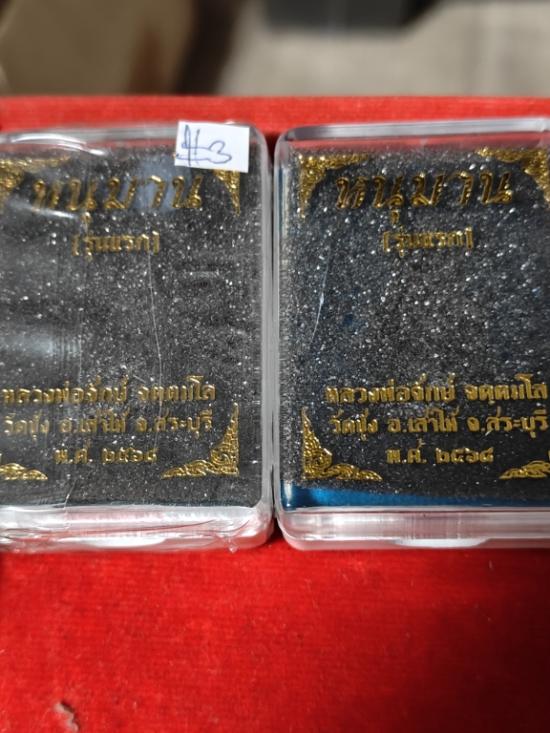 #3
หนุมาน
(รุ่นแรก)
หลวงพ่อจักษ์ จตฺตมโล
วัดบุ่ง อ.เสาไห้ จ.สระบุรี
พ.ศ. ๒๕๖๘
หนุมาน
(รุ่นแรก)
หลวงพ่อจักษ์ จตฺตมโล
วัดบุ่ง อ.เสาไห้ จ.สระบุรี
พ.ศ. ๒๕๖๘